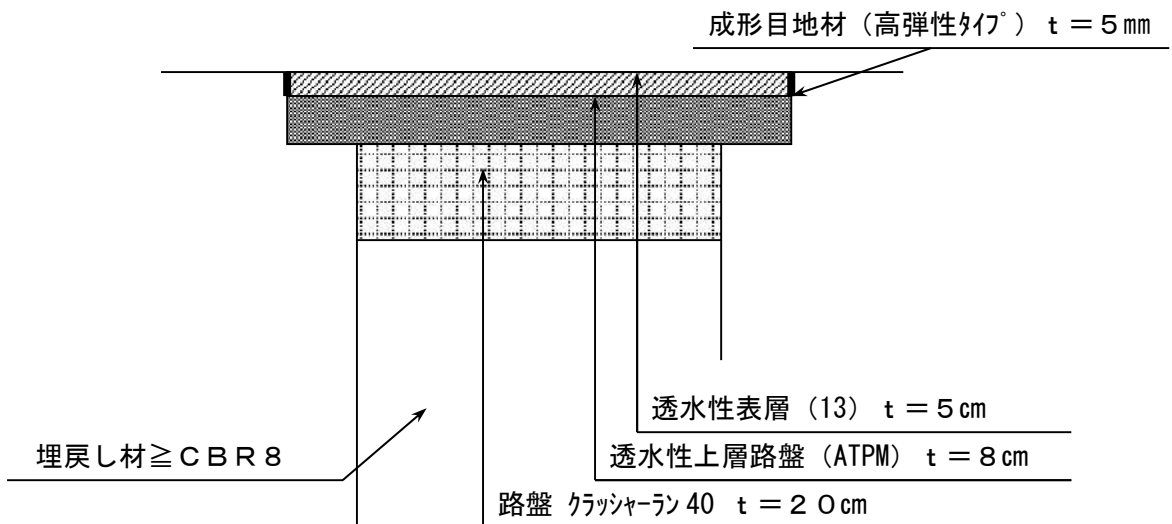 成形目地材（高弾性ﾀｲﾌﾟ）ｔ＝５㎜
透水性表層（13）ｔ＝５㎝
埋戻し材≧ＣＢＲ８
透水性上層路盤（ATPM）ｔ＝８㎝
路盤 ｸﾗｯｼｬｰﾗﾝ 40 ｔ＝２０㎝